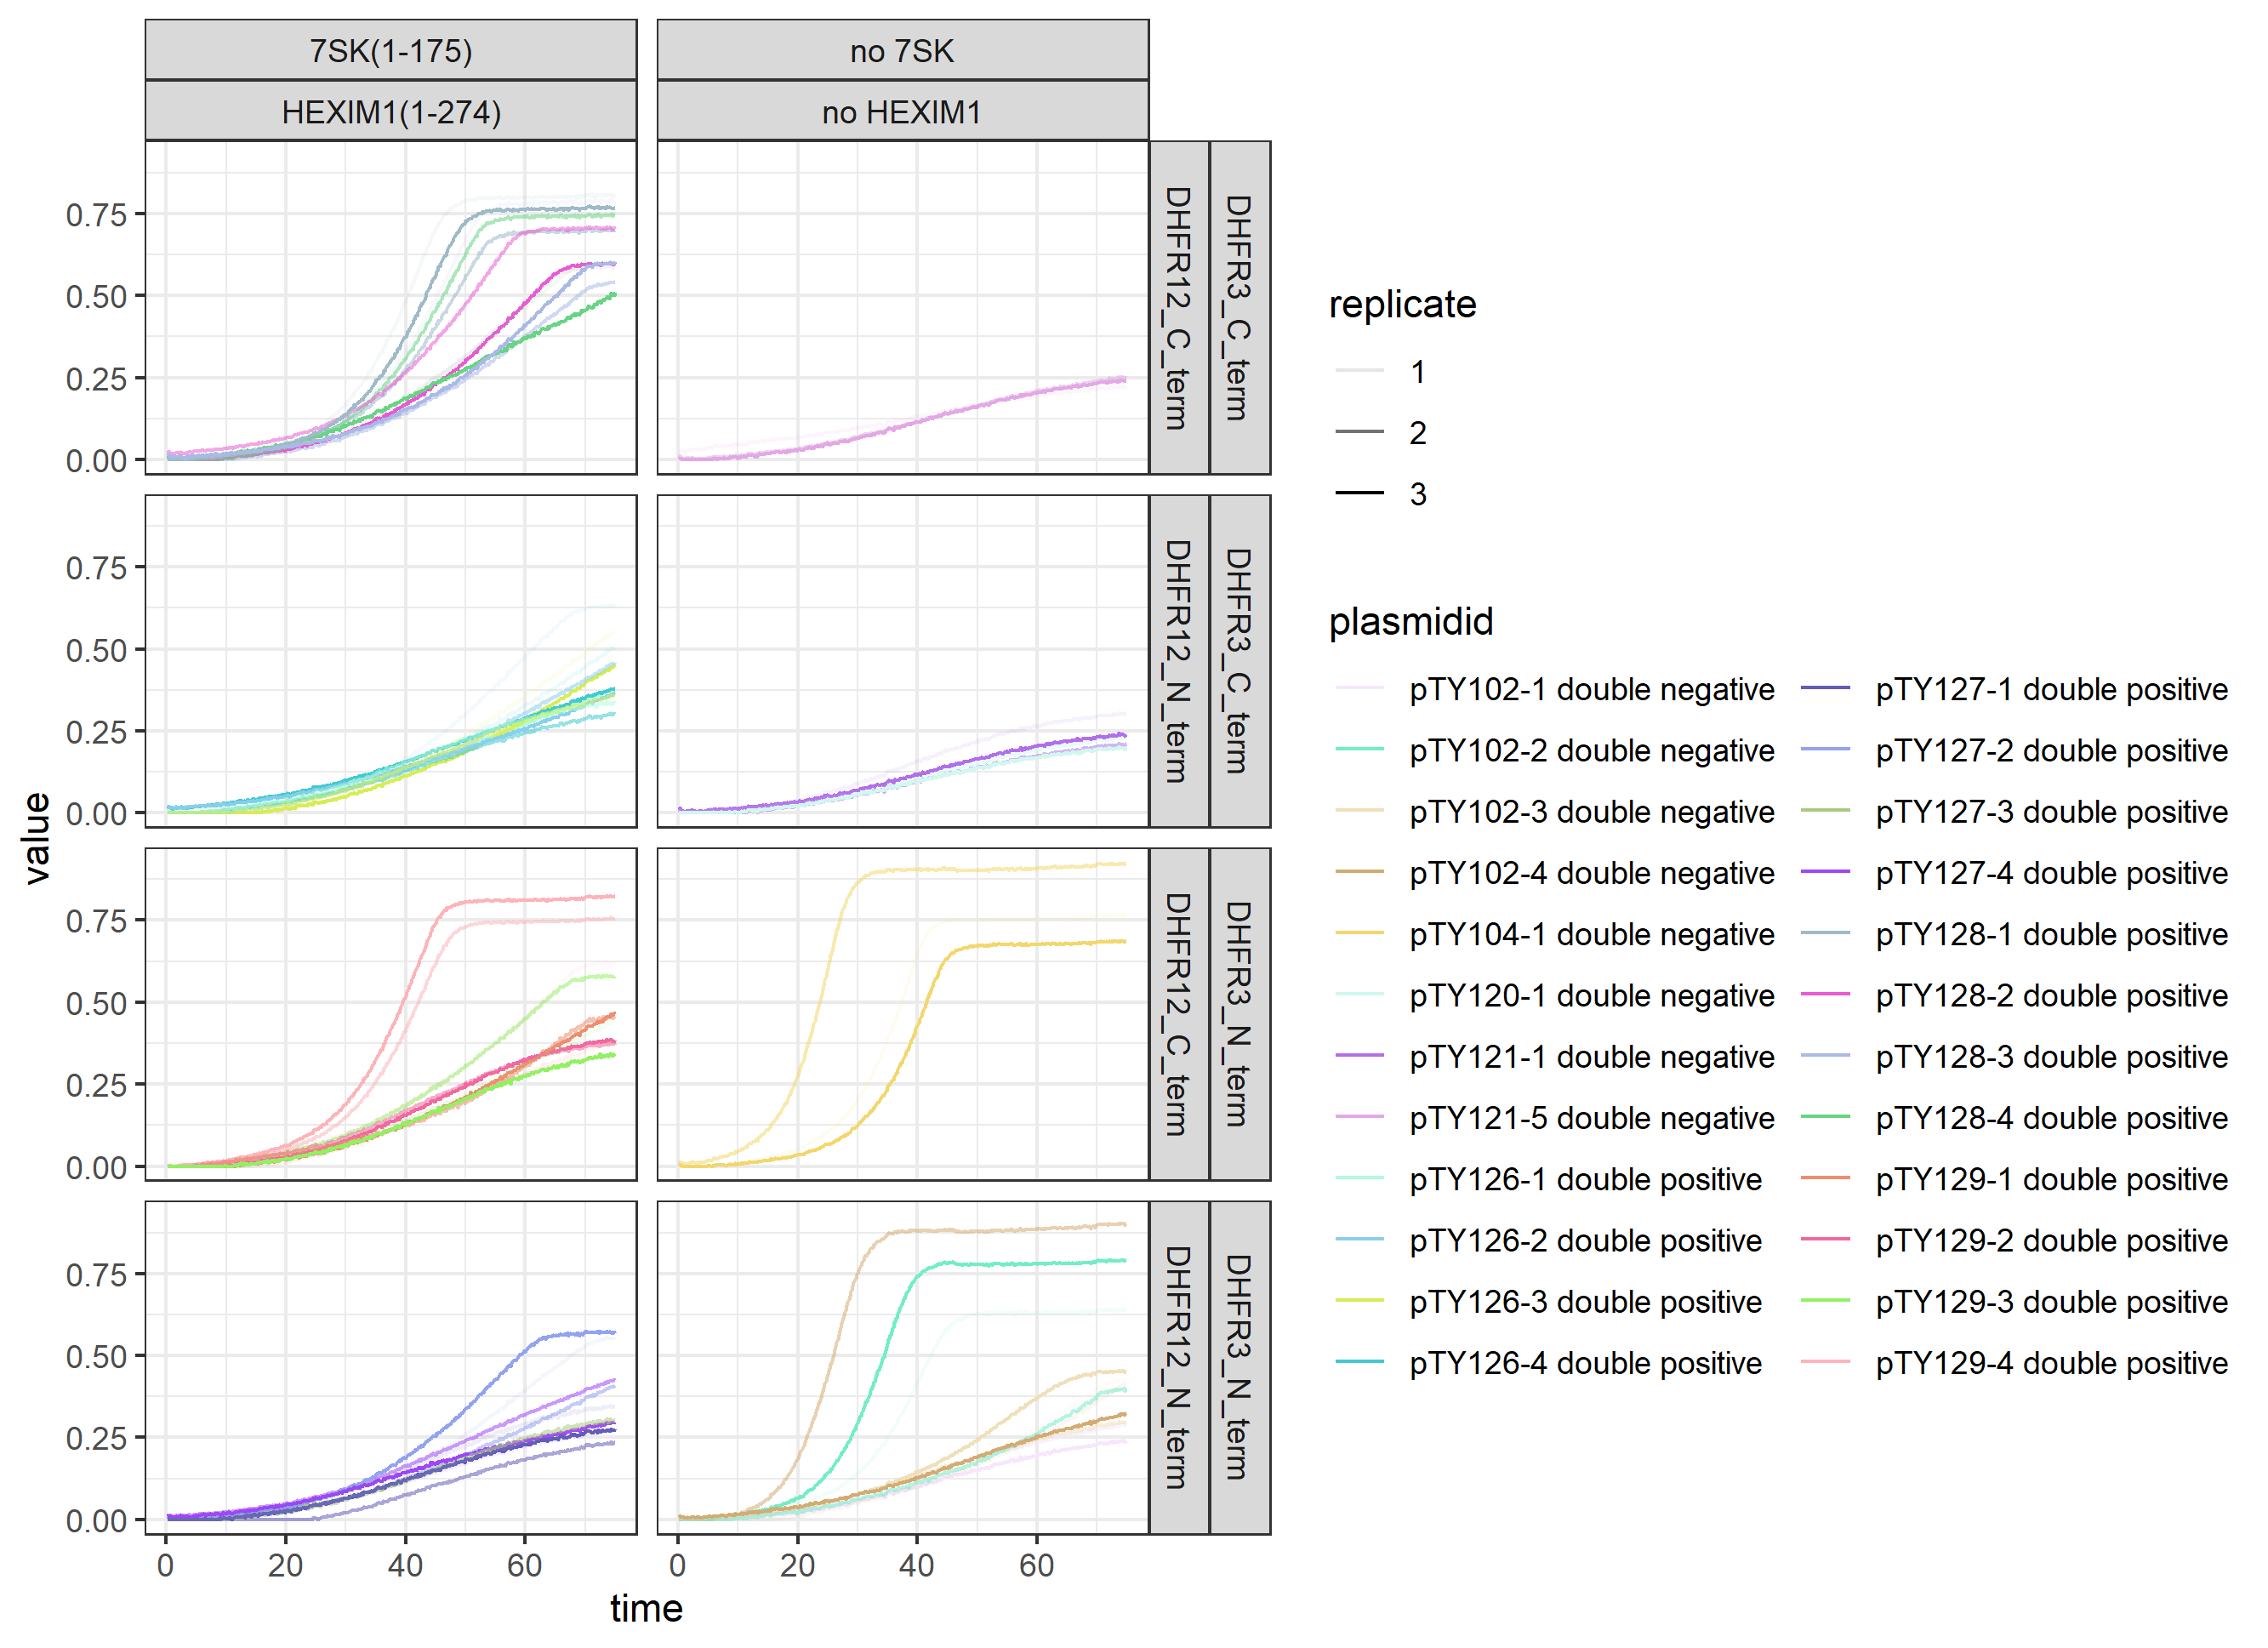 7SK(1-175)
no 7SK
HEXIM1(1-274)
no HEXIM1
0.75
0.50
0.25
0.00
DHFR12_C_term
DHFR3_C_term
0.75
0.50
0.25
0.00
DHFR12_N_term
DHFR3_C_term
0.75
0.50
0.25
0.00
DHFR12_C_term
DHFR3_N_term
0.75
0.50
0.25
0.00
DHFR12_N_term
DHFR3_N_term
0 20 40 60
0 20 40 60
time
value
replicate
1
2
3
plasmidid
pTY102-1 double negative
pTY102-2 double negative
pTY102-3 double negative
pTY102-4 double negative
pTY104-1 double negative
pTY120-1 double negative
pTY121-1 double negative
pTY121-5 double negative
pTY126-1 double positive
pTY126-2 double positive
pTY126-3 double positive
pTY126-4 double positive
pTY127-1 double positive
pTY127-2 double positive
pTY127-3 double positive
pTY127-4 double positive
pTY128-1 double positive
pTY128-2 double positive
pTY128-3 double positive
pTY128-4 double positive
pTY129-1 double positive
pTY129-2 double positive
pTY129-3 double positive
pTY129-4 double positive